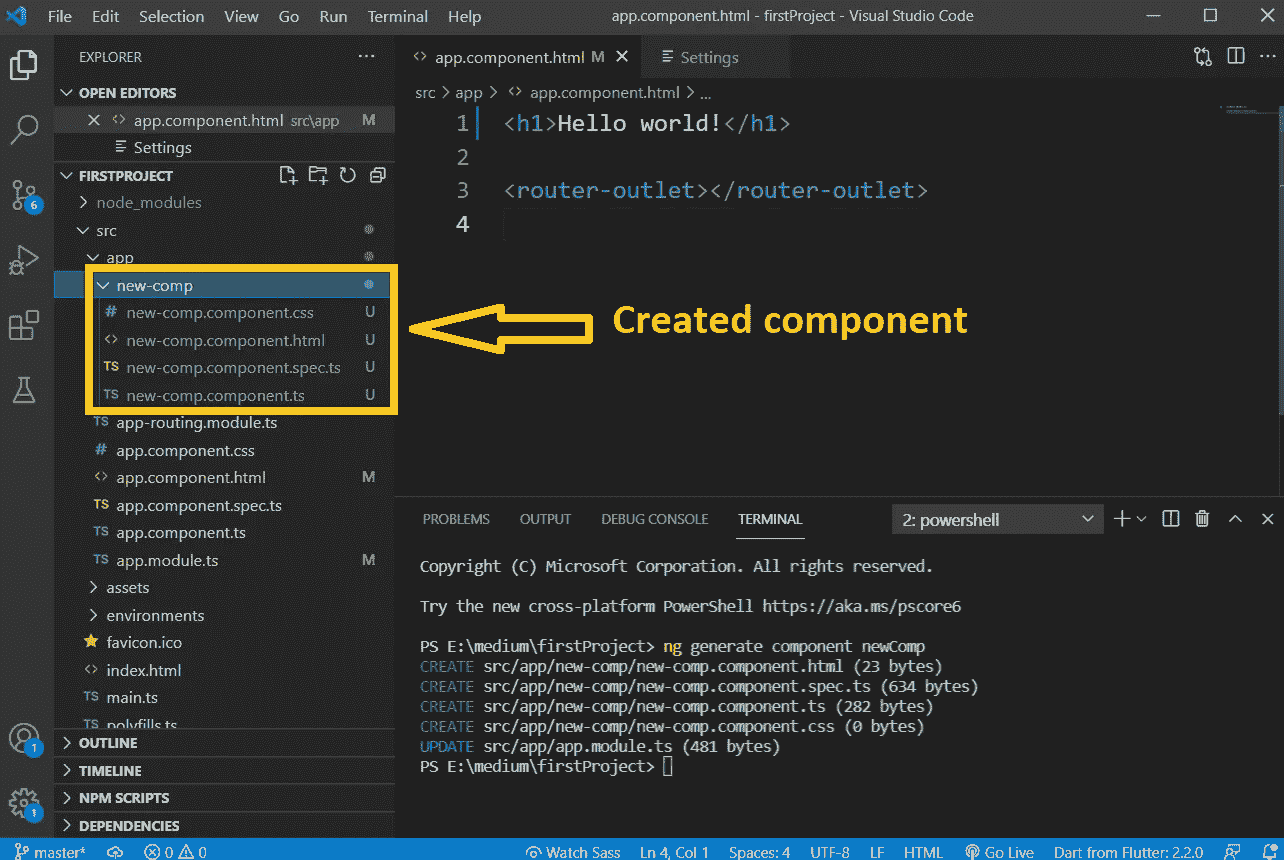 File Edit Selection View Go Run Terminal Help app.component.html - firstProject - Visual Studio Code
EXPLORER
OPEN EDITORS
app.component.html src\app M
Settings
FIRSTPROJECT
node_modules
src
app
new-comp
new-comp.component.css U
new-comp.component.html U
TS new-comp.component.spec.ts U
TS new-comp.component.ts U
TS app-routing.module.ts
# app.component.css
app.component.html M
TS app.component.spec.ts
TS app.component.ts
TS app.module.ts M
assets
environments
favicon.ico
index.html
TS main.ts
TS polyfills.ts
OUTLINE
TIMELINE
NPM SCRIPTS
DEPENDENCIES
6
1
1
app.component.html M Settings
src > app > app.component.html > ...
1 <h1>Hello world!</h1>
2
3 <router-outlet></router-outlet>
4
Created component
PROBLEMS OUTPUT DEBUG CONSOLE TERMINAL 2: powershell
Copyright (C) Microsoft Corporation. All rights reserved.
Try the new cross-platform PowerShell https://aka.ms/pscore6
PS E:\medium\firstProject> ng generate component newComp
CREATE src/app/new-comp/new-comp.component.html (23 bytes)
CREATE src/app/new-comp/new-comp.component.spec.ts (634 bytes)
CREATE src/app/new-comp/new-comp.component.ts (282 bytes)
CREATE src/app/new-comp/new-comp.component.css (0 bytes)
UPDATE src/app/app.module.ts (481 bytes)
PS E:\medium\firstProject>
master* 0 0 Watch Sass Ln 4, Col 1 Spaces: 4 UTF-8 LF HTML Go Live Dart from Flutter: 2.2.0